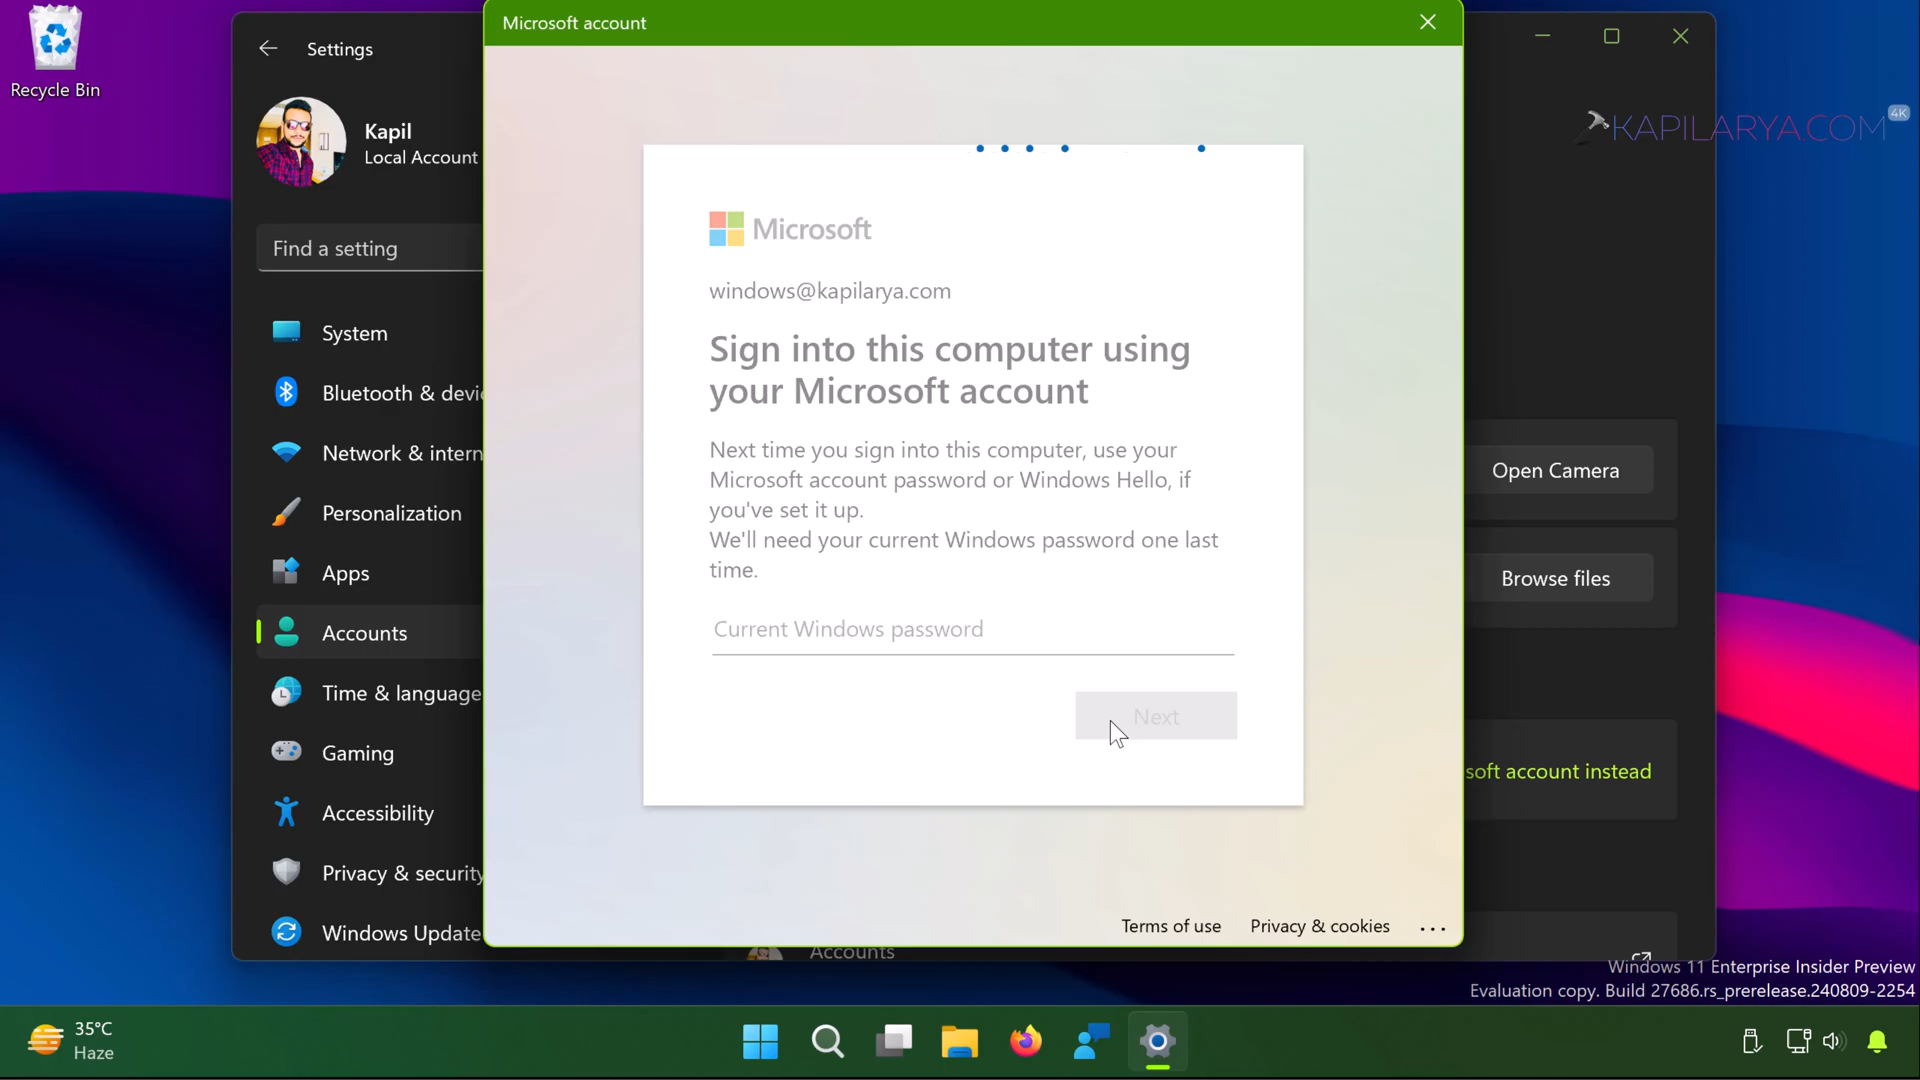 Recycle Bin
Settings
Kapil
Local Account
Find a setting
System
Bluetooth & devi
Network & intern
Personalization
Apps
Accounts
Time & language
Gaming
Accessibility
Privacy & security
Windows Update
Microsoft account
Microsoft
windows@kapilarya.com
Sign into this computer using
your Microsoft account
Next time you sign into this computer, use your
Microsoft account password or Windows Hello, if
you've set it up.
We'll need your current Windows password one last
time.
Current Windows password
Next
Terms of use
Privacy & cookies
...
KAPILARYA.COM
4K
Open Camera
Browse files
soft account instead
Accounts
Windows 11 Enterprise Insider Preview
Evaluation copy. Build 27686.rs_prerelease.240809-2254
35°C
Haze